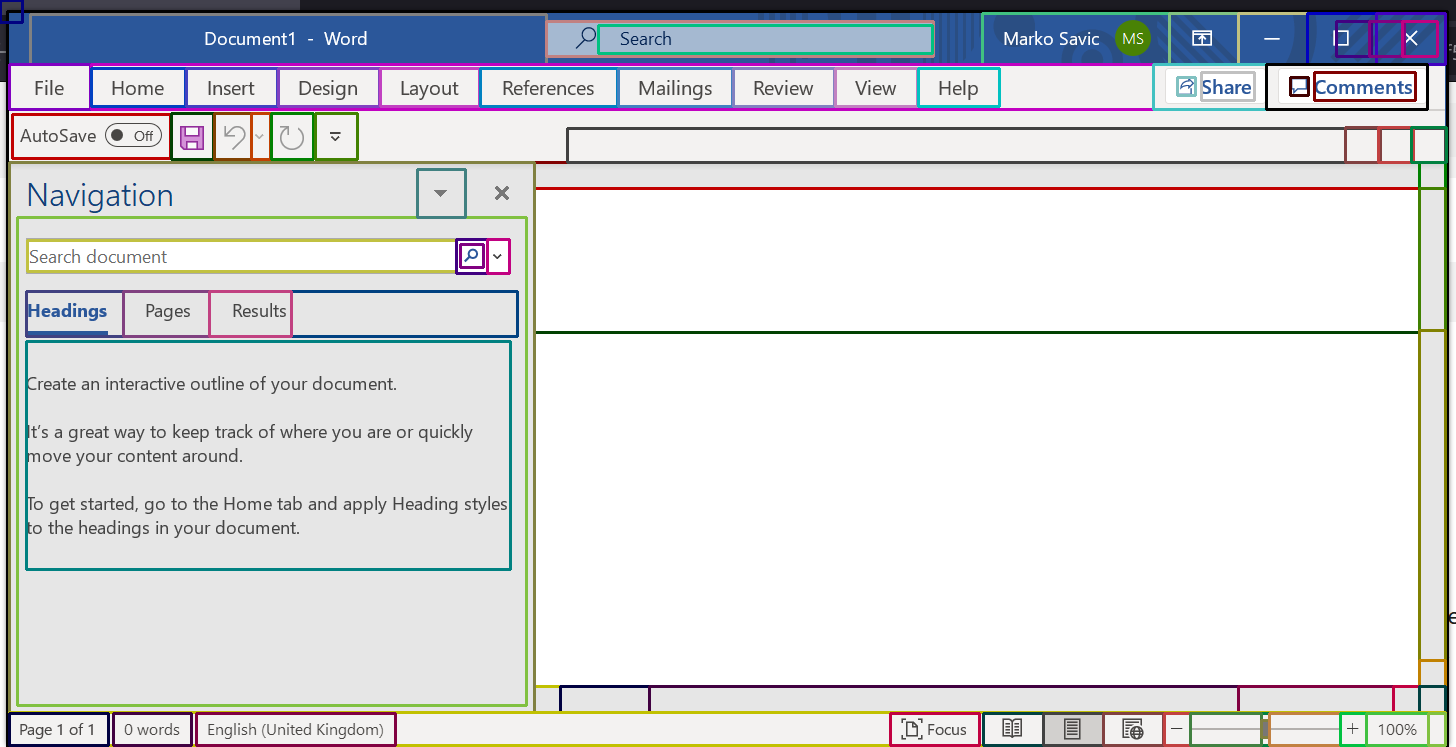 Document1 - Word
Search
Marko Savic MS
File Home Insert Design Layout References Mailings Review View Help Share Comments
AutoSave Off
Navigation
Search document
Headings Pages Results
Create an interactive outline of your document.
It's a great way to keep track of where you are or quickly
move your content around.
To get started, go to the Home tab and apply Heading styles
to the headings in your document.
Page 1 of 1 0 words English (United Kingdom) Focus 100%